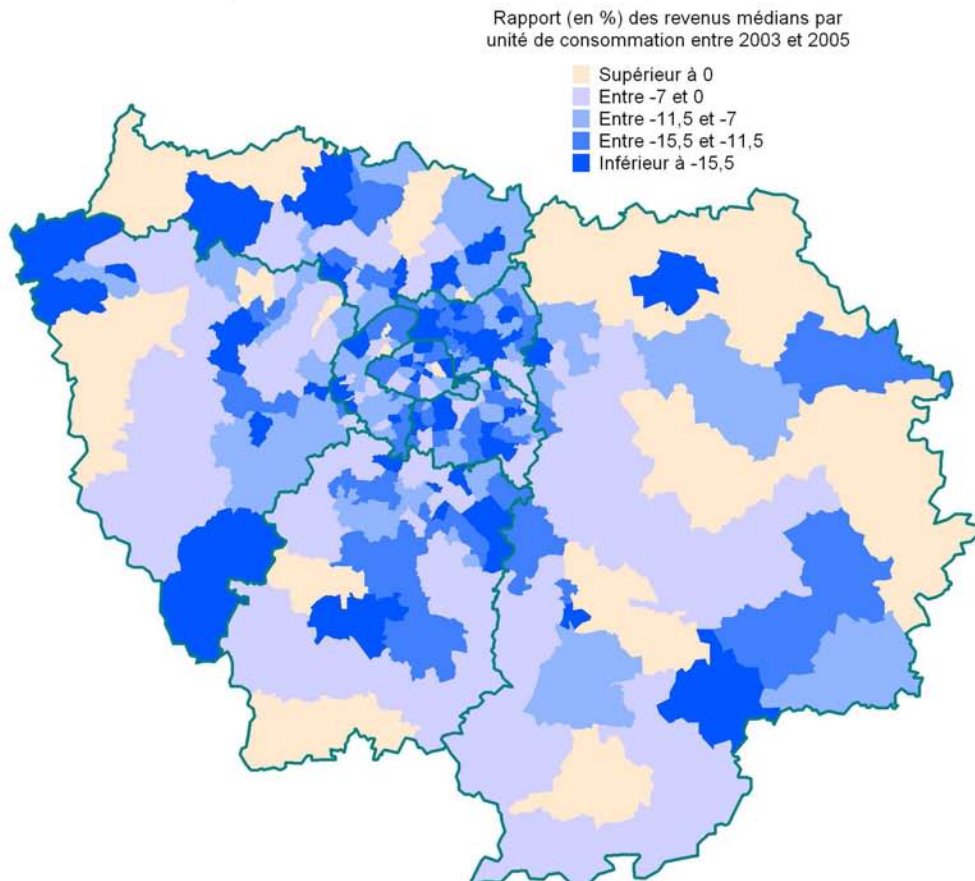 Rapport (en %) des revenus médians par
unité de consommation entre 2003 et 2005
Supérieur à 0
Entre -7 et 0
Entre -11,5 et -7
Entre -15,5 et -11,5
Inférieur à -15,5